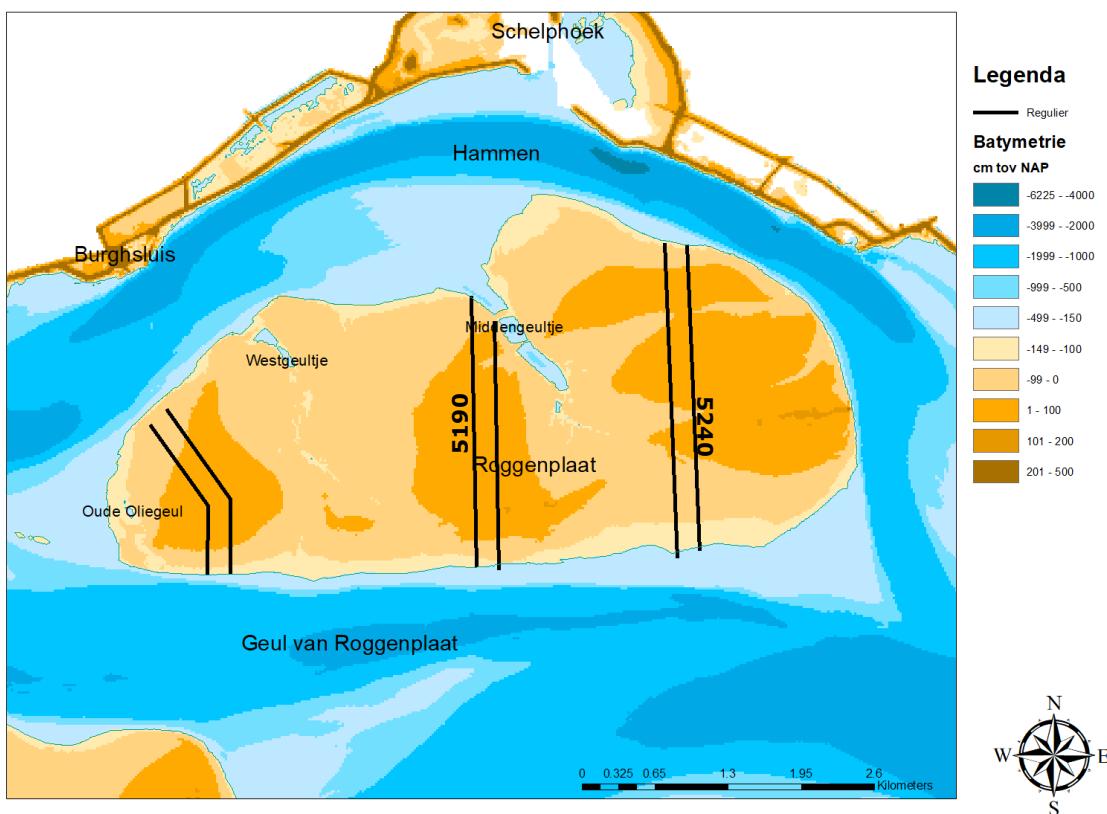 Schelphoek
Hammen
Burghsluis
Middengeultje
Westgeultje
5190
5240
Roggenplaat
Oude Oliegeul
Geul van Roggenplaat
0 0.325 0.65 1.3 1.95 2.6
Kilometers
Legenda
Regulier
Batymetrie
cm tov NAP
-6225 - -4000
-3999 - -2000
-1999 - -1000
-999 - -500
-499 - -150
-149 - -100
-99 - 0
1 - 100
101 - 200
201 - 500
N
W E
S